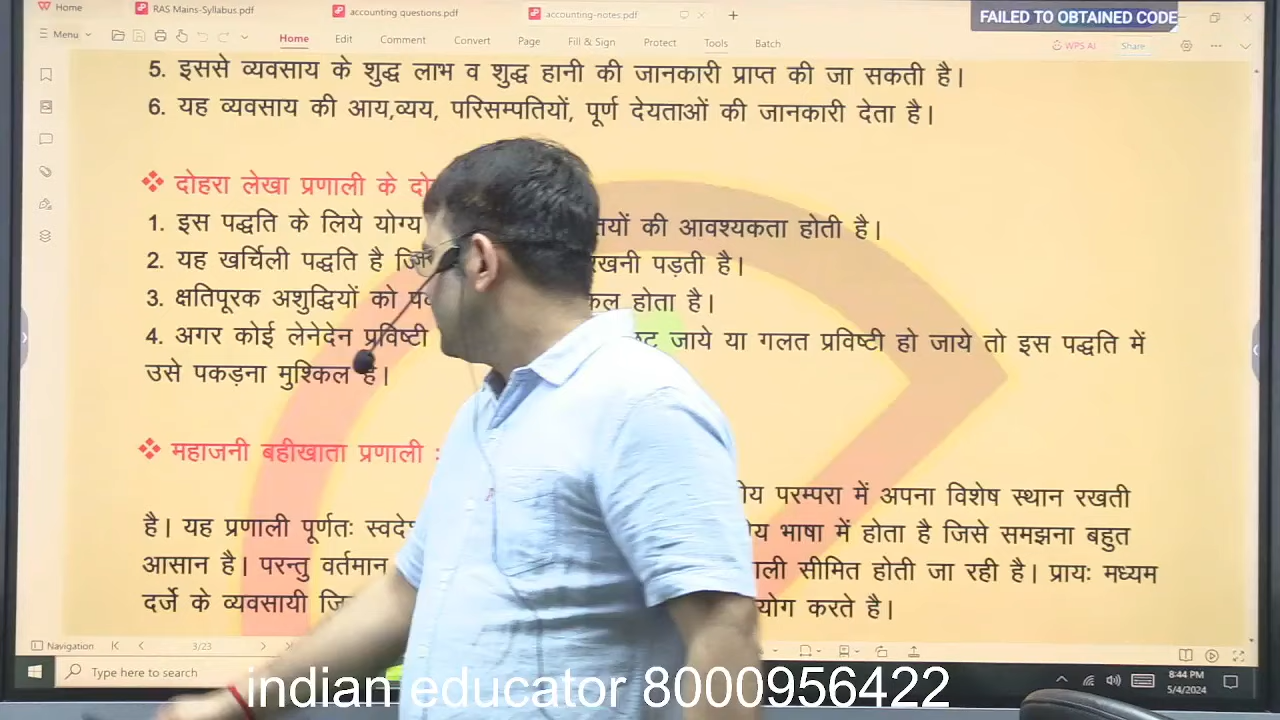 Home RAS Mains-Syllabus.pdf accounting questions.pdf accounting-notes.pdf
FAILED TO OBTAINED CODE
Menu Home Edit Comment Convert Page Fill & Sign Protect Tools Batch WPS AI Share
5. इससे व्यवसाय के शुद्ध लाभ व शुद्ध हानी की जानकारी प्राप्त की जा सकती है।
6. यह व्यवसाय की आय,व्यय, परिसम्पतियों, पूर्ण देयताओं की जानकारी देता है।
❖ दोहरा लेखा प्रणाली के
1. इस पद्धति के लिये योग्य की आवश्यकता होती है।
2. यह खर्चिली पद्धति है रखनी पड़ती है।
3. क्षतिपूरक अशुद्धियों को होता है।
4. अगर कोई लेनेदेन प्रविष्टी जाये या गलत प्रविष्टी हो जाये तो इस पद्धति में
उसे पकड़ना मुश्किल है।
❖ महाजनी बहीखाता प्रणाली :
परम्परा में अपना विशेष स्थान रखती
है। यह प्रणाली पूर्णतः भाषा में होता है जिसे समझना बहुत
आसान है। परन्तु वर्तमान सीमित होती जा रही है। प्रायः मध्यम
दर्जे के व्यवसायी करते है।
Navigation 3/23
Type here to search
8:44 PM
5/4/2024
indian educator 8000956422